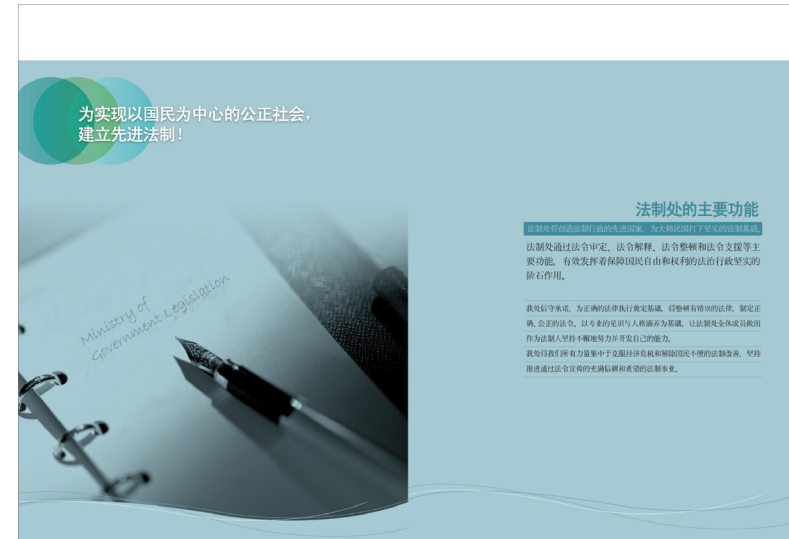 为实现以国民为中心的公正社会，
建立先进法制！
Ministry of
Government Legislation
法制处的主要功能
法制处将创造法制行政的先进国家，为大韩民国打下坚实的法制基础。
法制处通过法令审定、法令解释、法令整顿和法令支援等主
要功能，有效发挥着保障国民自由和权利的法治行政坚实的
阶石作用。
我处信守承诺，为正确的法律执行奠定基础，将整顿有错误的法律，制定正
确、公正的法令。以专业的见识与人格涵养为基础，让法制处全体成员做出
作为法制人坚持不懈地努力并开发自己的能力。
我处将我们所有力量集中于克服经济危机和解除国民不便的法制改善，坚持
推进通过法令宣传的充满信赖和希望的法制事业。